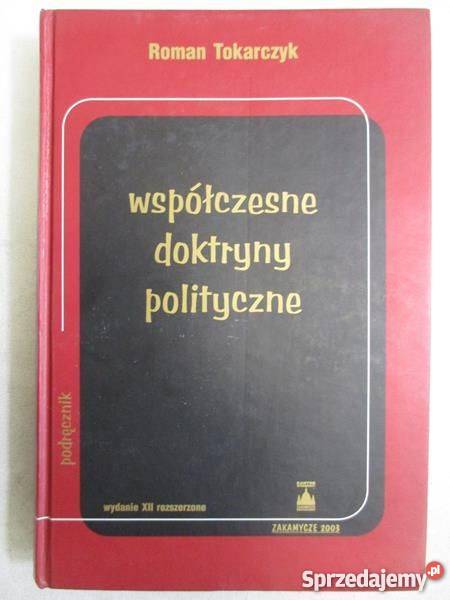 Roman Tokarczyk
współczesne
doktryny
polityczne
podręcznik
wydanie XII rozszerzone
ZAKAMYCZE 2003
Sprzedajemy.pl